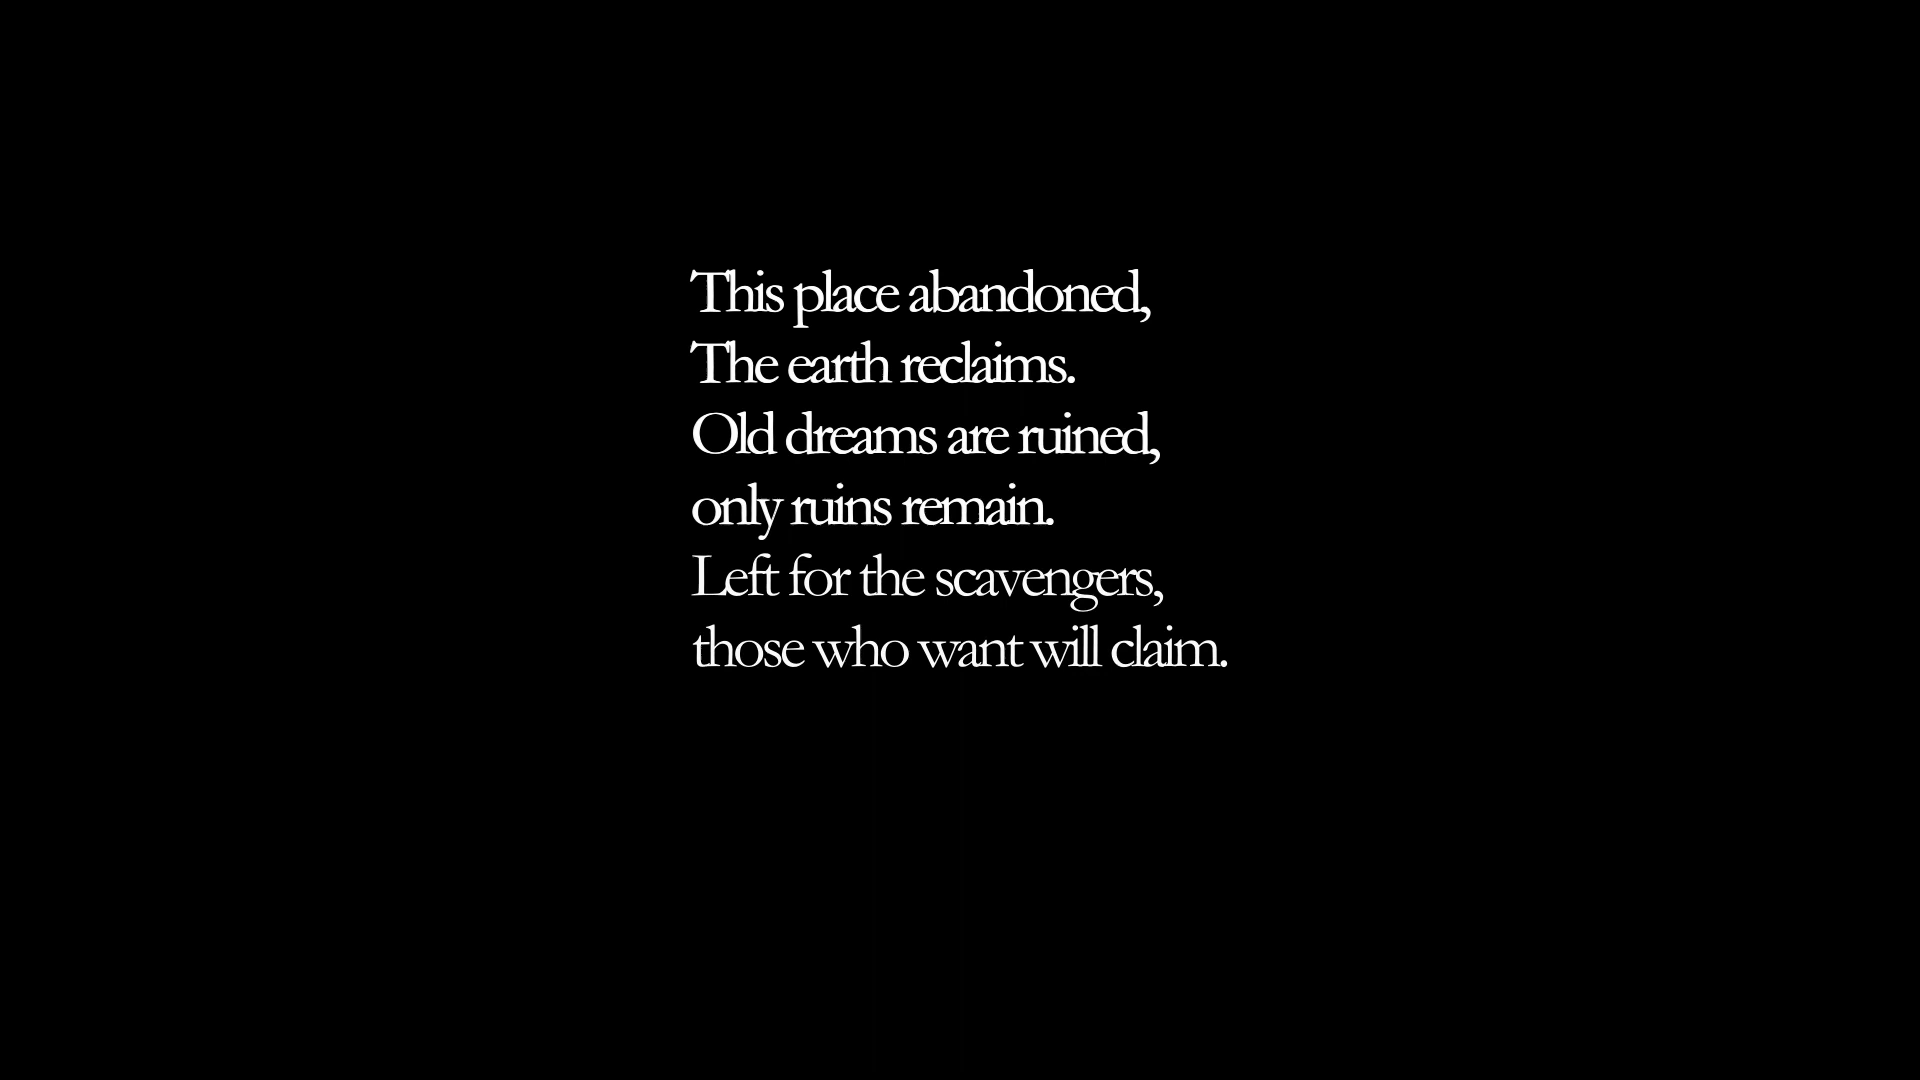 This place abandoned,
The earth reclaims.
Old dreams are ruined,
only ruins remain.
Left for the scavengers,
those who want will claim.